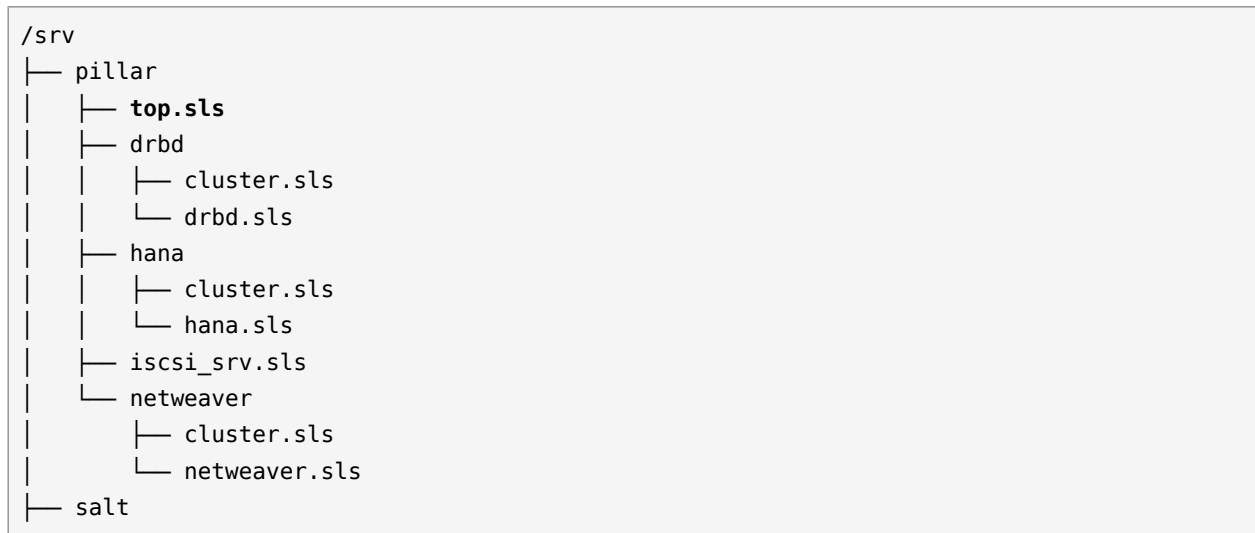 /srv
├── pillar
│   ├── top.sls
│   ├── drbd
│   │   ├── cluster.sls
│   │   └── drbd.sls
│   ├── hana
│   │   ├── cluster.sls
│   │   └── hana.sls
│   ├── iscsi_srv.sls
│   └── netweaver
│       ├── cluster.sls
│       └── netweaver.sls
├── salt